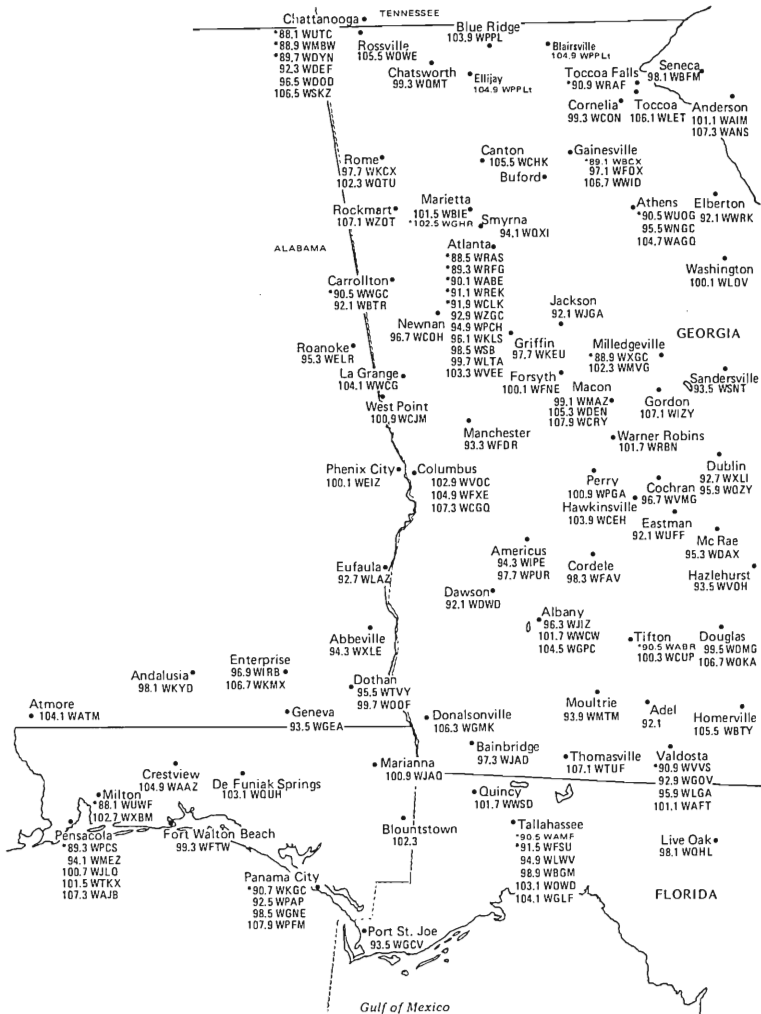 Chattanooga
TENNESSEE
*88.1 WUTC
*88.9 WMBW
*89.7 WDYN
92.3 WDEF
96.5 WDOD
106.5 WSKZ
Rossville
105.5 WOWE
Blue Ridge
103.9 PPL
Blairsville
104.9 WPPLt
Chatsworth
99.3 WQMT
Ellijay
104.9 WPPLt
Toccoa Falls
*90.9 WRAF
Seneca
98.1 WBFM
Cornelia
99.3 WCON
Toccoa
106.1 WLET
Anderson
101.1 WAIM
107.3 WANS
Rome
97.7 WKCX
102.3 WQTU
Canton
105.5 WCHK
Buford
Gainesville
*89.1 WBCX
97.1 WFOX
106.7 WWID
Rockmart
107.1 WZOT
Marietta
101.5 WBIE
*102.5 WGHR
Smyrna
94.1 WQXI
Athens
*90.5 WUOG
95.5 WNGC
104.7 WAGQ
Elberton
92.1 WWRK
ALABAMA
Atlanta
*88.5 WRAS
*89.3 WRFG
*90.1 WABE
*91.1 WREK
*91.9 WCLK
92.9 WZGC
94.9 WPCH
96.1 WKLS
98.5 WSB
99.7 WLTA
103.3 WVEE
Washington
100.1 WLOV
Carrollton
*90.5 WWGC
92.1 WBTR
Newnan
96.7 WCOH
Jackson
92.1 WJGA
GEORGIA
Griffin
97.7 WKEU
Milledgeville
*88.9 WXGC
102.3 WMVG
Roanoke
95.3 WELR
La Grange
104.1 WWCG
Forsyth
100.1 WFNE
Sandersville
93.5 WSNT
Macon
99.1 WMAZ
105.3 WDEN
107.9 WCRY
Gordon
107.1 WIZY
West Point
100.9 WCJM
Manchester
93.3 WFDR
Warner Robins
101.7 WRBN
Phenix City
100.1 WEIZ
Columbus
102.9 WVOC
104.9 WFXE
107.3 WCGQ
Perry
100.9 WPGA
Cochran
96.7 WVMG
Dublin
92.7 WXLI
95.9 WQZY
Hawkinsville
103.9 WCEH
Eastman
92.1 WUFF
Mc Rae
95.3 WDAX
Americus
94.3 WIPE
97.7 WPUR
Cordele
98.3 WFAV
Eufaula
92.7 WLAZ
Hazlehurst
93.5 WVOH
Dawson
92.1 WDWD
Albany
96.3 WJIZ
101.7 WWCW
104.5 WGPC
Abbeville
94.3 WXLE
Tifton
*90.5 WABR
100.3 WCUP
Douglas
99.5 WDMG
106.7 WOKA
Andalusia
98.1 WKYD
Enterprise
96.9 WIRB
106.7 WKMX
Dothan
95.5 WTVY
99.7 WOOF
Atmore
104.1 WATM
Geneva
93.5 WGEA
Donalsonville
106.3 WGMK
Moultrie
93.9 WMTM
Adel
92.1
Homerville
105.5 WBTY
Bainbridge
97.3 WJAD
Thomasville
107.1 WTUF
Valdosta
*90.9 WVVS
92.9 WGOV
95.9 WLGA
101.1 WAFT
Marianna
100.9 WJAQ
Crestview
104.9 WAAZ
De Funiak Springs
103.1 WQUH
Milton
*88.1 WUWF
102.7 WXBM
Quincy
101.7 WWSD
Pensacola
*89.3 WPCS
94.1 WMEZ
100.7 WJLQ
101.5 WTKX
107.3 WAJB
Fort Walton Beach
99.3 WFTW
Blountstown
102.3
Tallahassee
*90.5 WAMF
*91.5 WFSU
94.9 WLWV
98.9 WBGM
103.1 WOWD
104.1 WGLF
Live Oak
98.1 WQHL
Panama City
*90.7 WKGC
92.5 WPAP
98.5 WGNE
107.9 WPFM
FLORIDA
Port St. Joe
93.5 WGCV
Gulf of Mexico